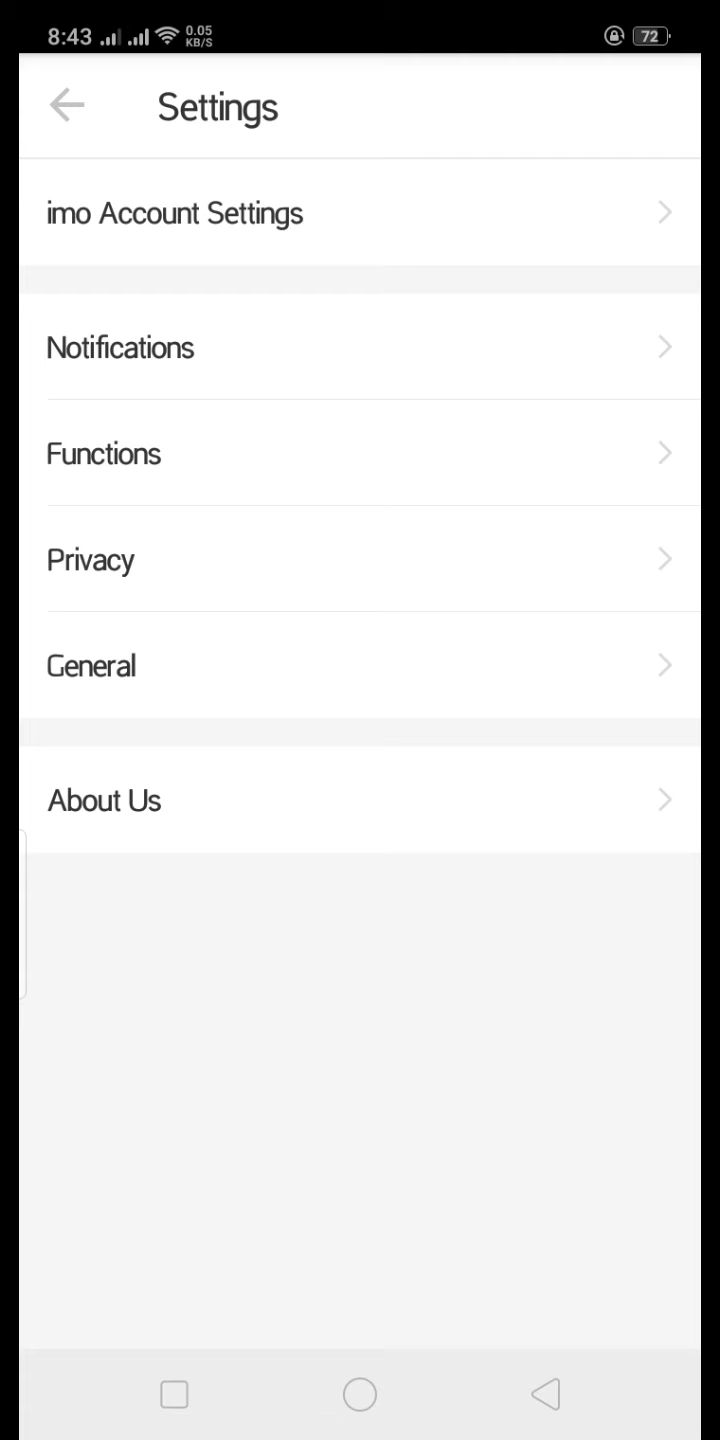 8:43 0.05 KB/S 72
Settings
imo Account Settings
Notifications
Functions
Privacy
General
About Us